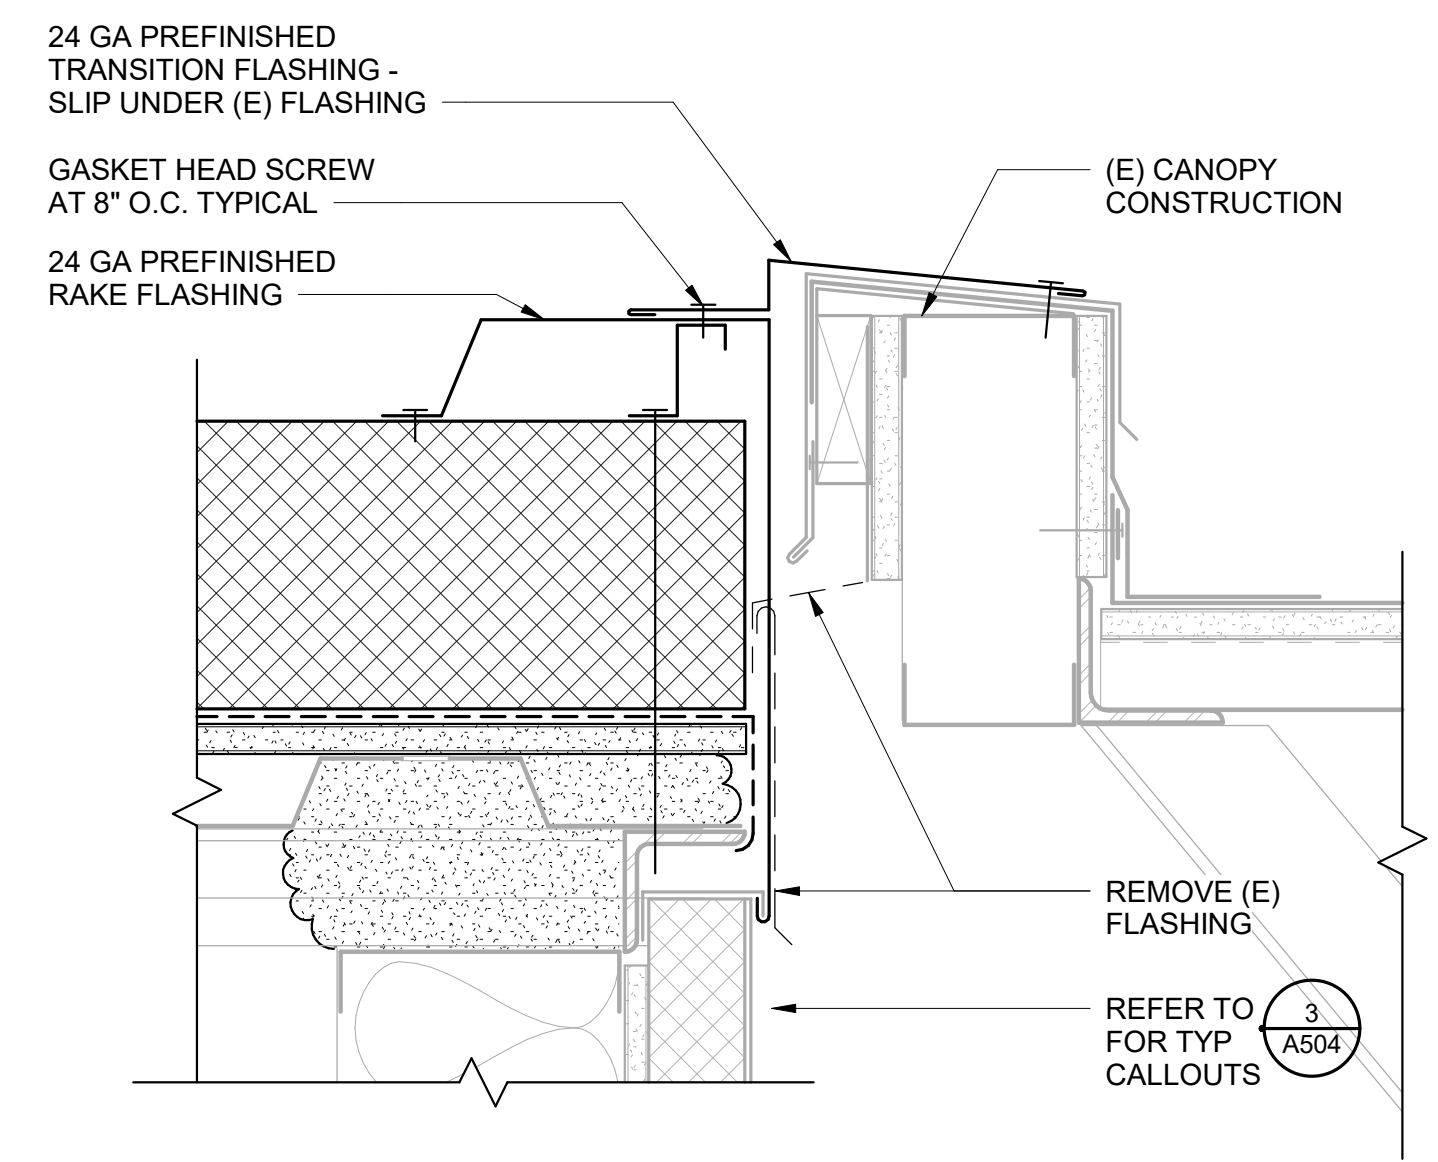 24 GA PREFINISHED
TRANSITION FLASHING -
SLIP UNDER (E) FLASHING
GASKET HEAD SCREW
AT 8" O.C. TYPICAL
24 GA PREFINISHED
RAKE FLASHING
(E) CANOPY
CONSTRUCTION
REMOVE (E)
FLASHING
REFER TO
FOR TYP
CALLOUTS
3
A504